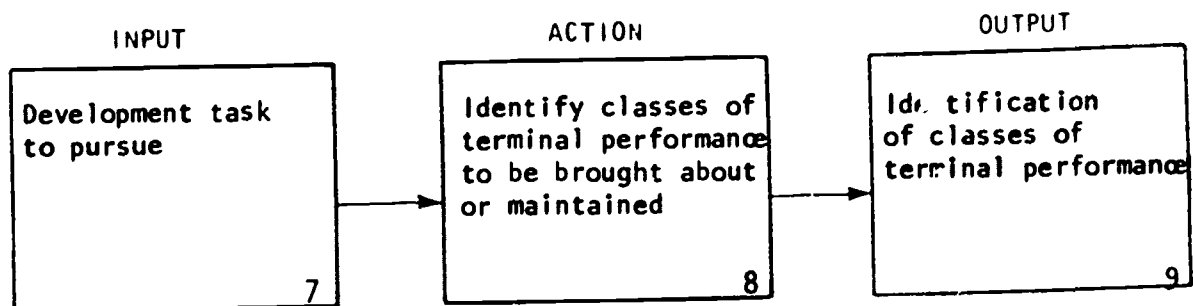 INPUT
Development task
to pursue
7
ACTION
Identify classes of
terminal performance
to be brought about
or maintained
8
OUTPUT
Identification
of classes of
terminal performance
9